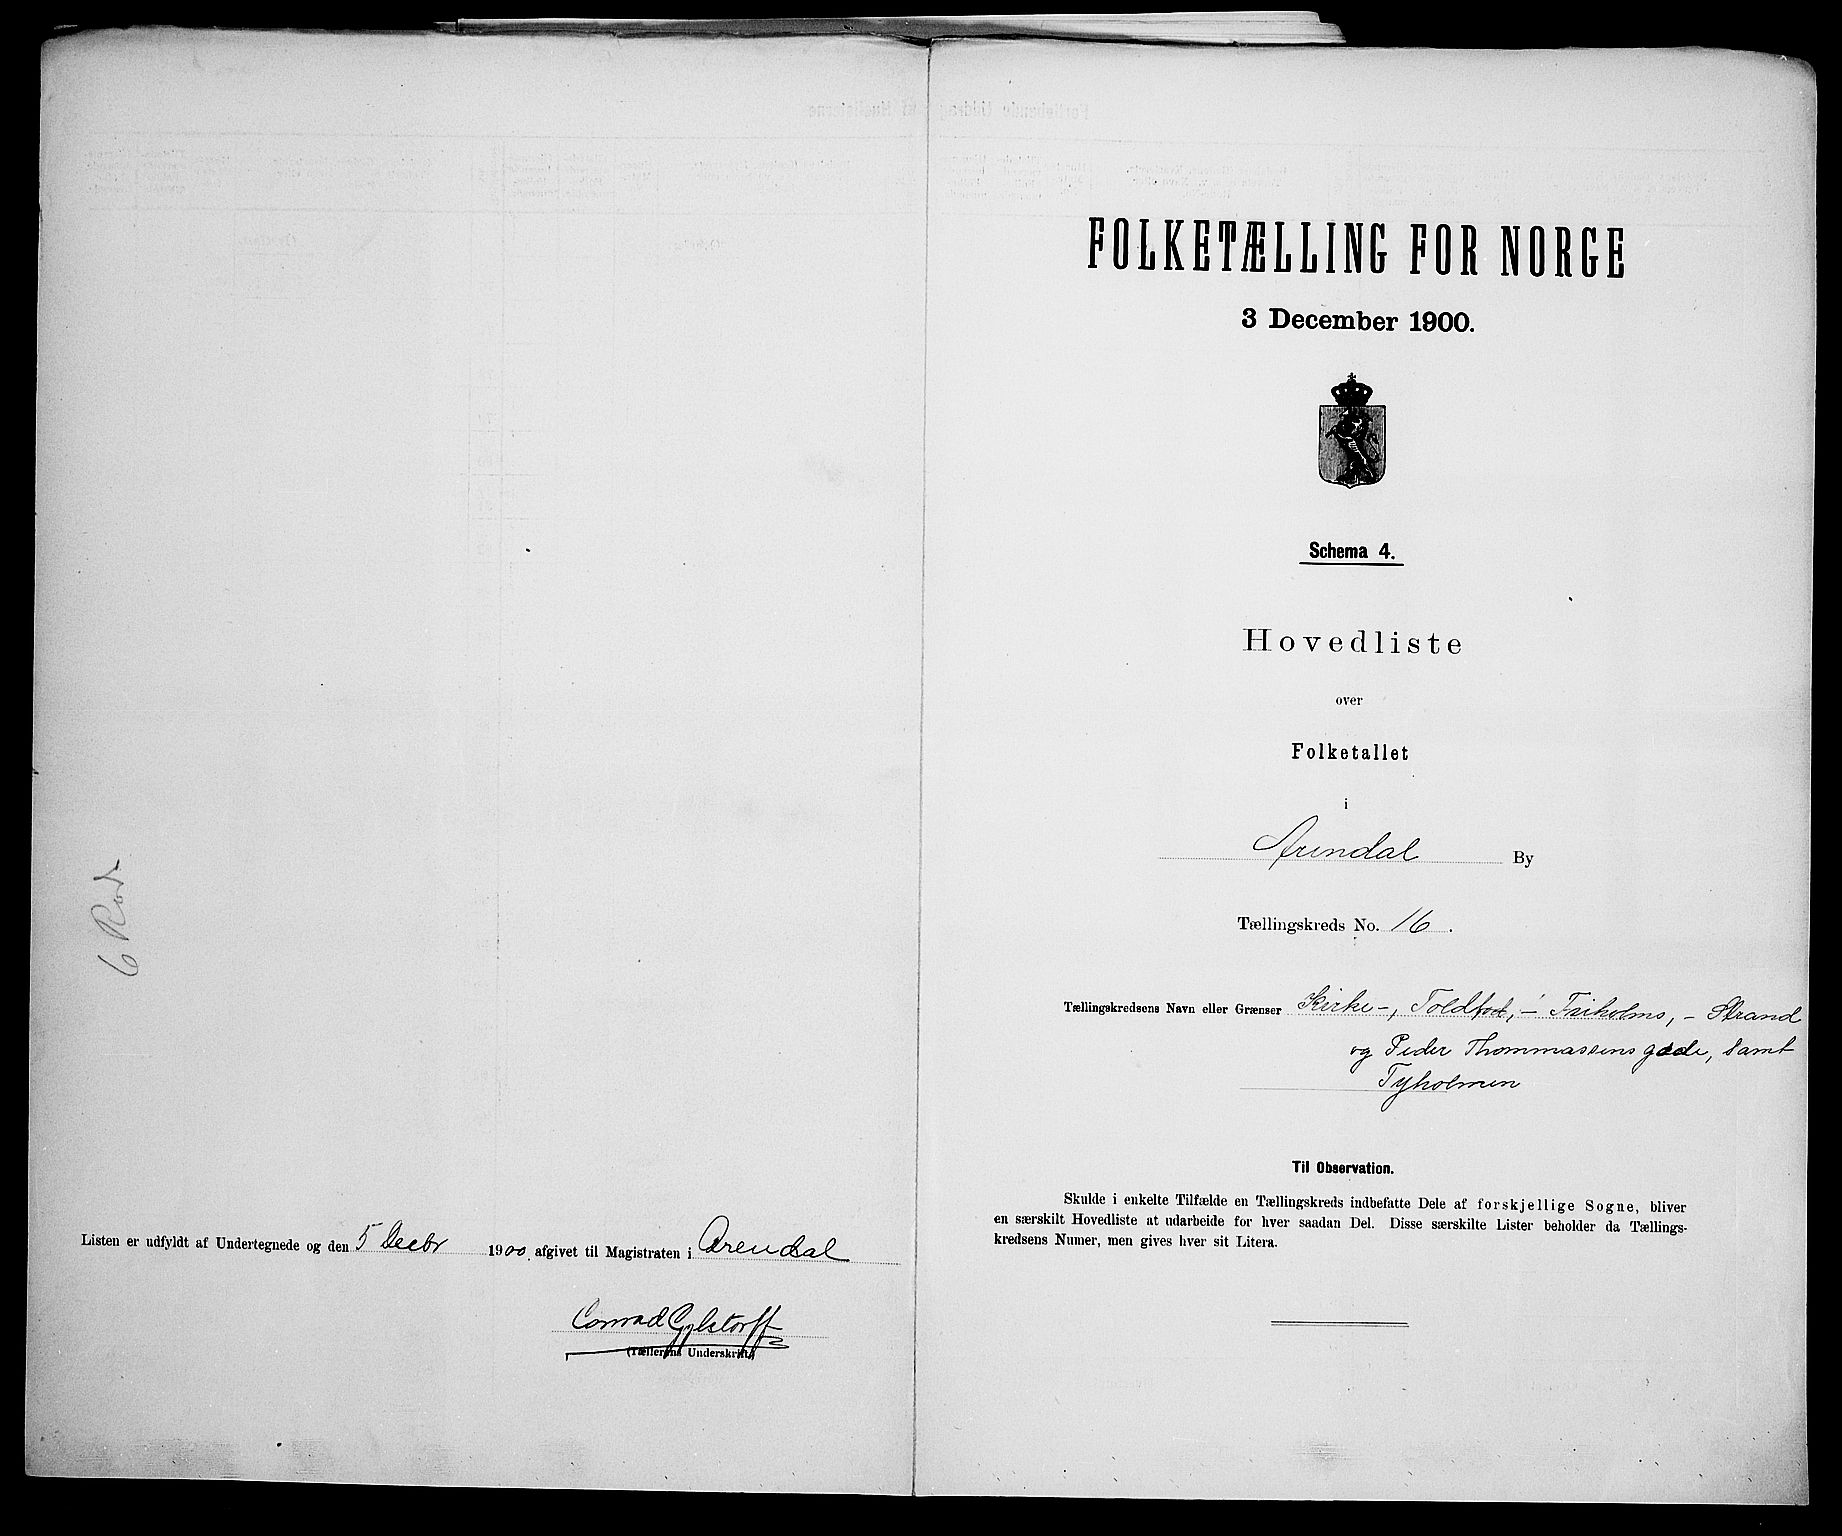 6 Rode
Listen er udfyldt af Undertegnede og den 5 Decbr 1900 afgivet til Magistraten i Arendal
Conrad Gylstorff
(Tællerens Underskrift)
FOLKETÆLLING FOR NORGE
3 December 1900.
Schema 4.
Hovedliste
over
Folketallet
i
Arendal By
Tællingskreds No. 16.
Tællingskredsens Navn eller Grænser Kirke-, Toldbod, - Friholms, - Strand
og Peder Thommassens gade, samt
Tyholmen
Til Observation.
Skulde i enkelte Tilfælde en Tællingskreds indbefatte Dele af forskjellige Sogne, bliver
en særskilt Hovedliste at udarbeide for hver saadan Del. Disse særskilte Lister beholder da Tællings-
kredsens Numer, men gives hver sit Litera.